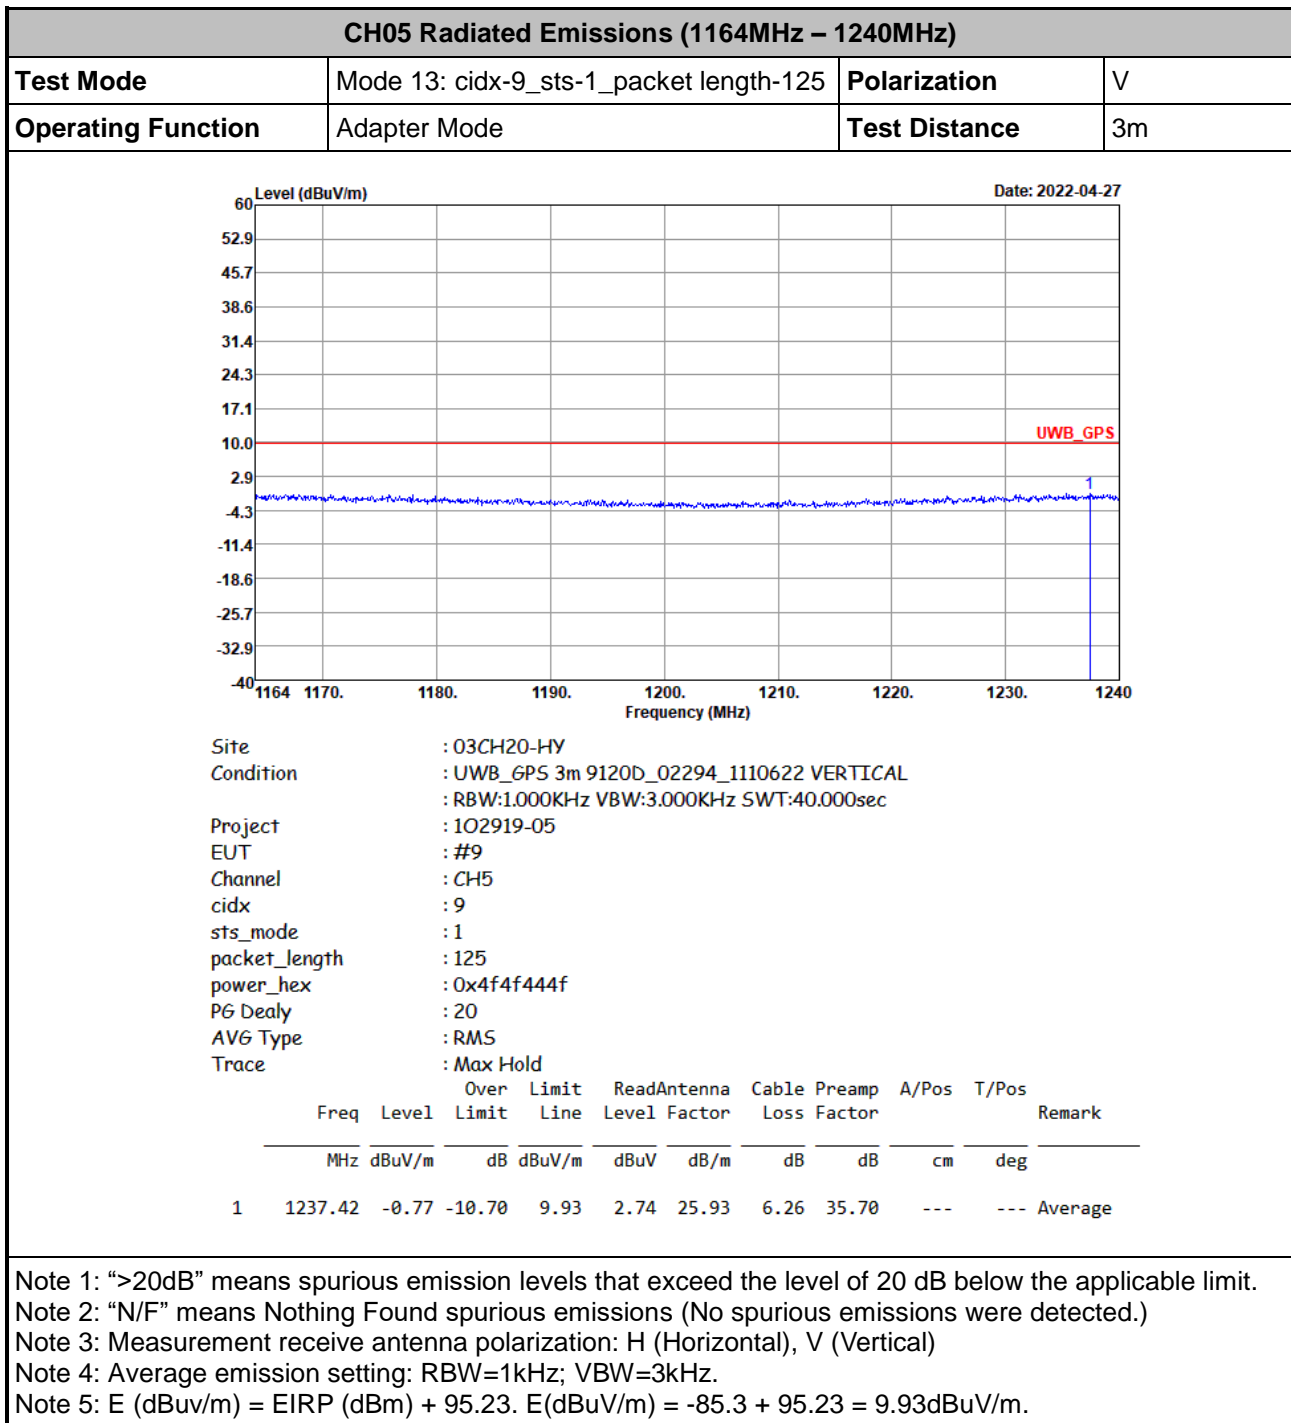 CH05 Radiated Emissions (1164MHz – 1240MHz)
Test Mode Mode 13: cidx-9_sts-1_packet length-125 Polarization V
Operating Function Adapter Mode Test Distance 3m
Level (dBuV/m) Date: 2022-04-27
60
52.9
45.7
38.6
31.4
24.3
17.1
UWB_GPS
10.0
2.9
1
-4.3
-11.4
-18.6
-25.7
-32.9
-40
1164 1170. 1180. 1190. 1200. 1210. 1220. 1230. 1240
Frequency (MHz)
Site : 03CH20-HY
Condition : UWB_GPS 3m 9120D_02294_1110622 VERTICAL
: RBW:1.000KHz VBW:3.000KHz SWT:40.000sec
Project : 1O2919-05
EUT : #9
Channel : CH5
cidx : 9
sts_mode : 1
packet_length : 125
power_hex : 0x4f4f444f
PG Dealy : 20
AVG Type : RMS
Trace : Max Hold
Over Limit ReadAntenna Cable Preamp A/Pos T/Pos
Freq Level Limit Line Level Factor Loss Factor Remark
MHz dBuV/m dB dBuV/m dBuV dB/m dB dB cm deg
1 1237.42 -0.77 -10.70 9.93 2.74 25.93 6.26 35.70 --- --- Average
Note 1: “>20dB” means spurious emission levels that exceed the level of 20 dB below the applicable limit.
Note 2: “N/F” means Nothing Found spurious emissions (No spurious emissions were detected.)
Note 3: Measurement receive antenna polarization: H (Horizontal), V (Vertical)
Note 4: Average emission setting: RBW=1kHz; VBW=3kHz.
Note 5: E (dBuv/m) = EIRP (dBm) + 95.23. E(dBuV/m) = -85.3 + 95.23 = 9.93dBuV/m.